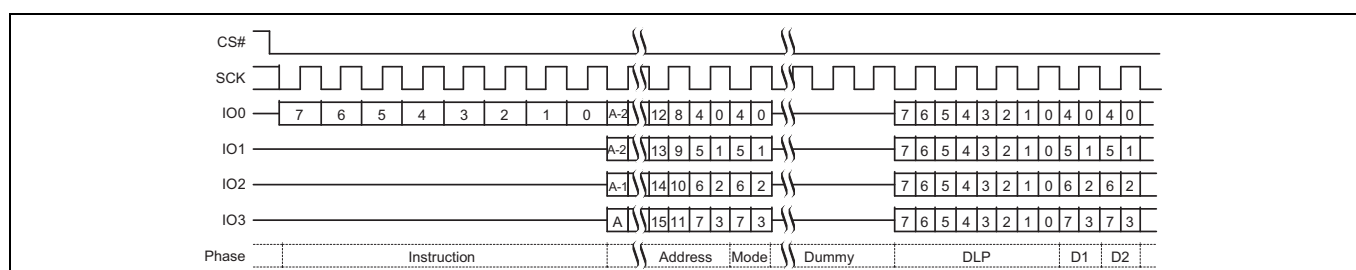 CS#
SCK
IO0 7 6 5 4 3 2 1 0 A-2 12 8 4 0 4 0 7 6 5 4 3 2 1 0 4 0 4 0
IO1 A-2 13 9 5 1 5 1 7 6 5 4 3 2 1 0 5 1 5 1
IO2 A-1 14 10 6 2 6 2 7 6 5 4 3 2 1 0 6 2 6 2
IO3 A 15 11 7 3 7 3 7 6 5 4 3 2 1 0 7 3 7 3
Phase Instruction Address Mode Dummy DLP D1 D2